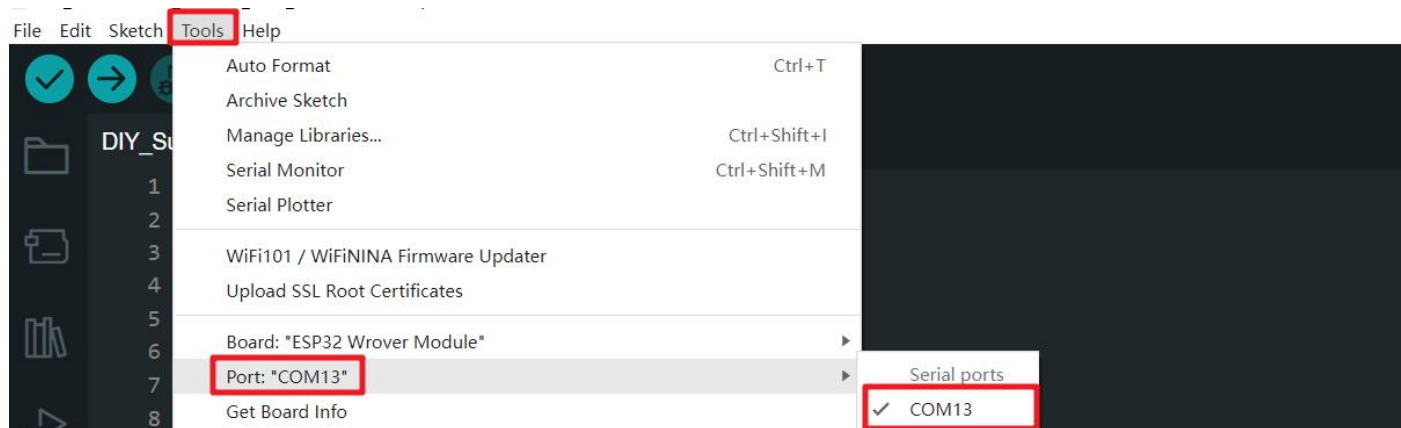 File Edit Sketch Tools Help
Auto Format Ctrl+T
Archive Sketch
DIY_Su
Manage Libraries... Ctrl+Shift+I
Serial Monitor Ctrl+Shift+M
1
Serial Plotter
2
3
WiFi101 / WiFiNINA Firmware Updater
4
Upload SSL Root Certificates
5
Board: "ESP32 Wrover Module"
6
Port: "COM13"
Serial ports
7
Get Board Info
COM13
8